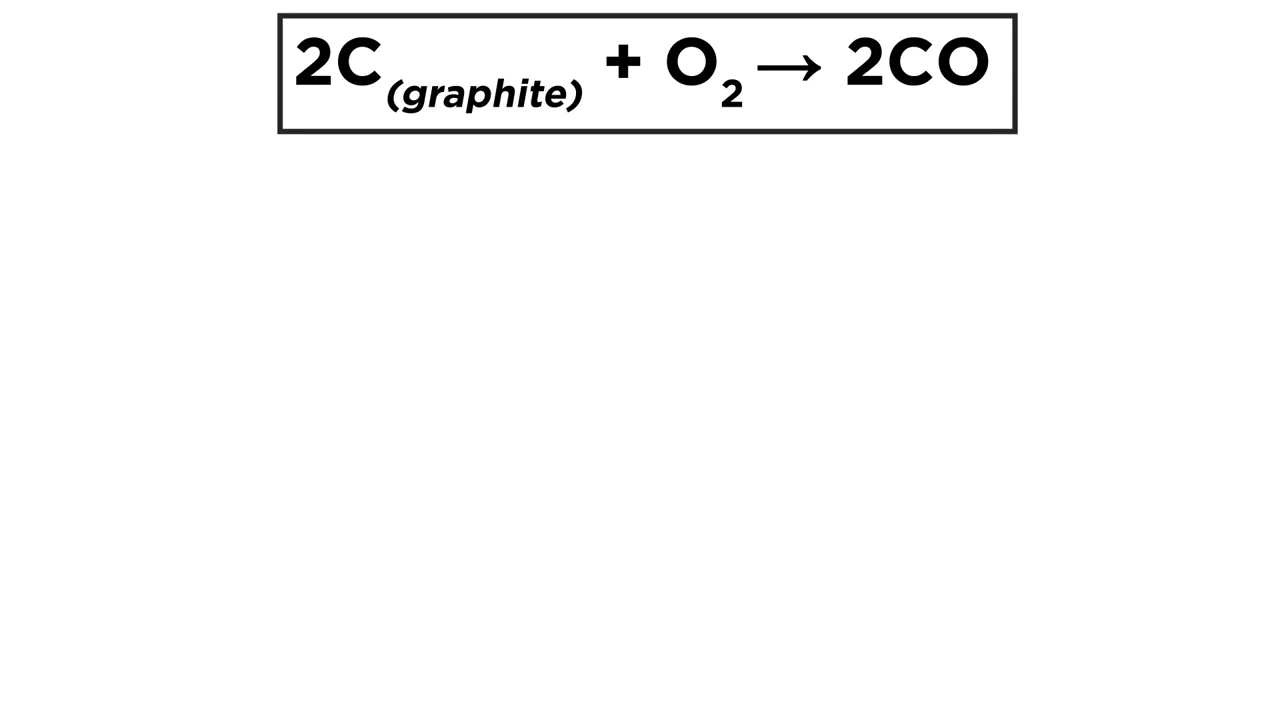 2C(graphite) + O2 → 2CO